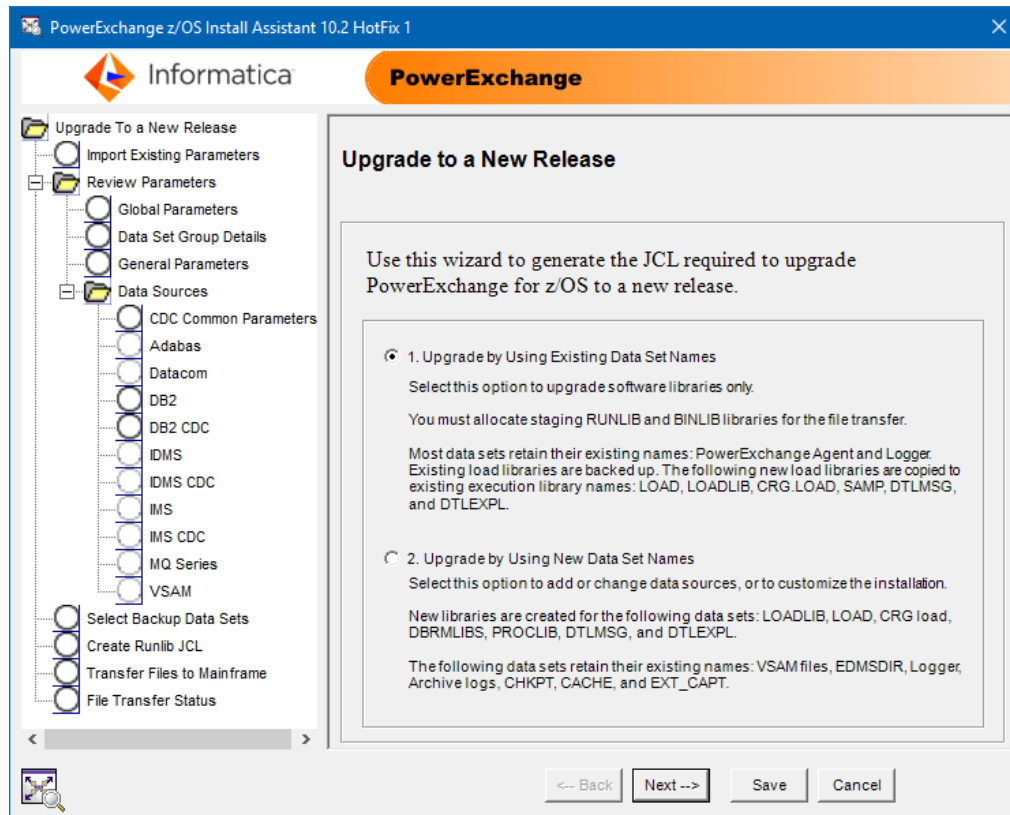 PowerExchange z/OS Install Assistant 10.2 HotFix 1
Informatica
PowerExchange
Upgrade To a New Release
Import Existing Parameters
Review Parameters
Global Parameters
Data Set Group Details
General Parameters
Data Sources
CDC Common Parameters
Adabas
Datacom
DB2
DB2 CDC
IDMS
IDMS CDC
IMS
IMS CDC
MQ Series
VSAM
Select Backup Data Sets
Create Runlib JCL
Transfer Files to Mainframe
File Transfer Status
Upgrade to a New Release
Use this wizard to generate the JCL required to upgrade
PowerExchange for z/OS to a new release.
1. Upgrade by Using Existing Data Set Names
Select this option to upgrade software libraries only.
You must allocate staging RUNLIB and BINLIB libraries for the file transfer.
Most data sets retain their existing names: PowerExchange Agent and Logger.
Existing load libraries are backed up. The following new load libraries are copied to
existing execution library names: LOAD, LOADLIB, CRG.LOAD, SAMP, DTLMSG,
and DTLEXPL.
2. Upgrade by Using New Data Set Names
Select this option to add or change data sources, or to customize the installation.
New libraries are created for the following data sets: LOADLIB, LOAD, CRG load,
DBRMLIBS, PROCLIB, DTLMSG, and DTLEXPL.
The following data sets retain their existing names: VSAM files, EDMSDIR, Logger,
Archive logs, CHKPT, CACHE, and EXT_CAPT.
<-- Back
Next -->
Save
Cancel